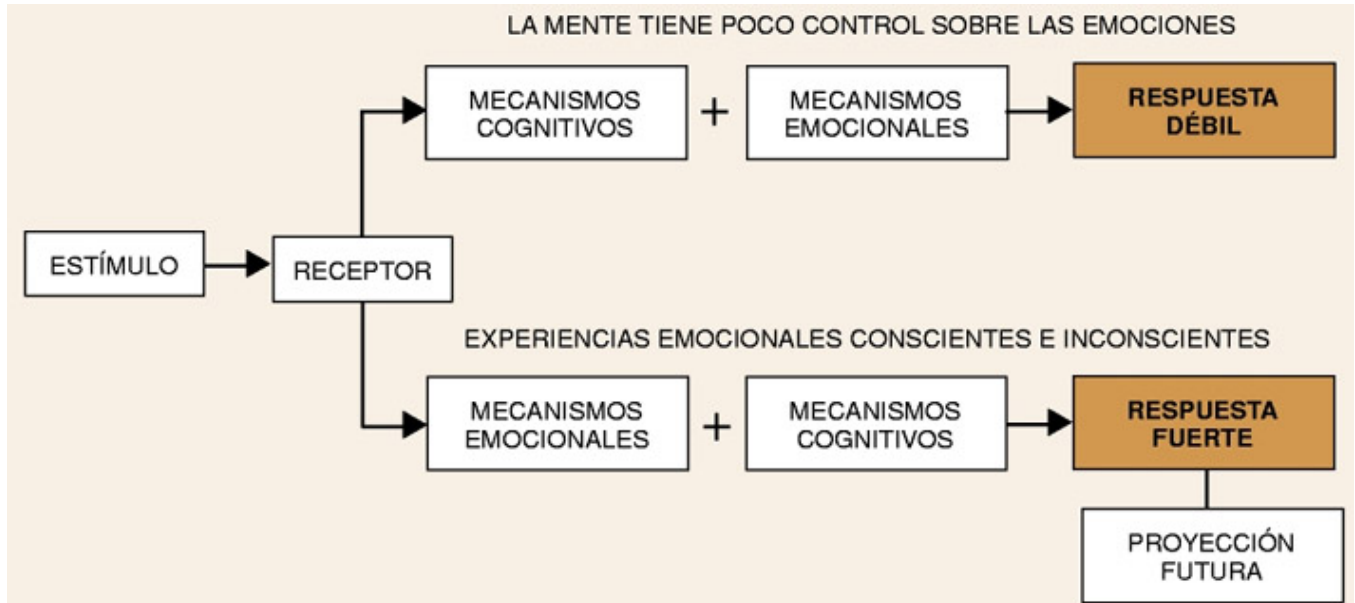 LA MENTE TIENE POCO CONTROL SOBRE LAS EMOCIONES
MECANISMOS
COGNITIVOS
+
MECANISMOS
EMOCIONALES
RESPUESTA
DÉBIL
ESTÍMULO
RECEPTOR
EXPERIENCIAS EMOCIONALES CONSCIENTES E INCONSCIENTES
MECANISMOS
EMOCIONALES
+
MECANISMOS
COGNITIVOS
RESPUESTA
FUERTE
PROYECCIÓN
FUTURA